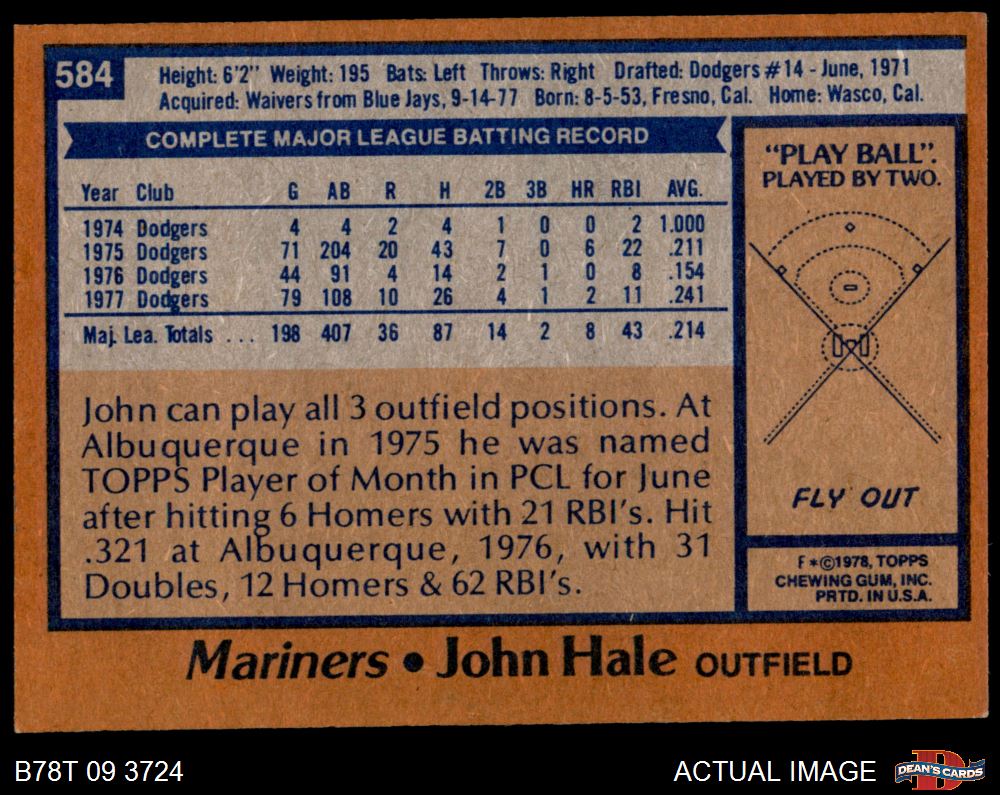 584
Height: 6'2" Weight: 195 Bats: Left Throws: Right Drafted: Dodgers #14 - June, 1971
Acquired: Waivers from Blue Jays, 9-14-77 Born: 8-5-53, Fresno, Cal. Home: Wasco, Cal.
COMPLETE MAJOR LEAGUE BATTING RECORD
Year Club G AB R H 2B 3B HR RBI AVG.
1974 Dodgers 4 4 2 4 1 0 0 2 1.000
1975 Dodgers 71 204 20 43 7 0 6 22 .211
1976 Dodgers 44 91 4 14 2 1 0 8 .154
1977 Dodgers 79 108 10 26 4 1 2 11 .241
Maj. Lea. Totals ... 198 407 36 87 14 2 8 43 .214
John can play all 3 outfield positions. At
Albuquerque in 1975 he was named
TOPPS Player of Month in PCL for June
after hitting 6 Homers with 21 RBI's. Hit
.321 at Albuquerque, 1976, with 31
Doubles, 12 Homers & 62 RBI's.
"PLAY BALL".
PLAYED BY TWO.
FLY OUT
F*©1978, TOPPS
CHEWING GUM, INC.
PRTD. IN U.S.A.
Mariners • John Hale OUTFIELD
B78T 09 3724
ACTUAL IMAGE
D
DEAN'S CARDS